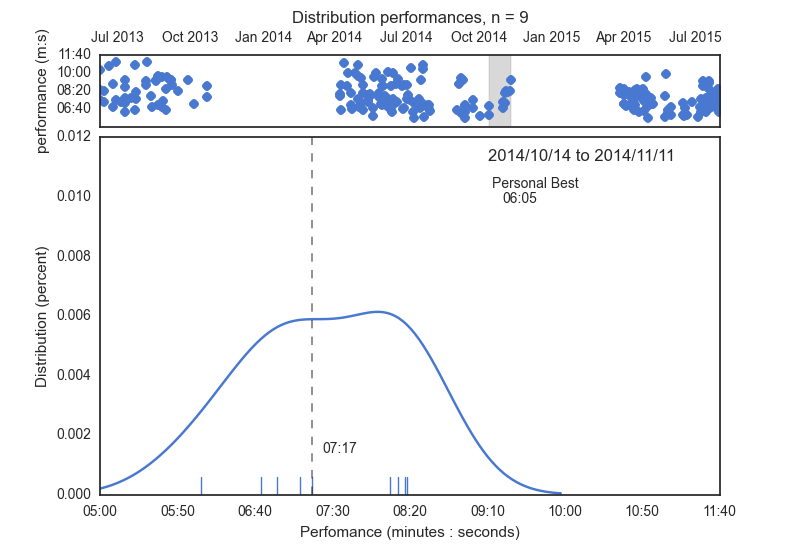 Distribution performances, n = 9
Jul 2013 Oct 2013 Jan 2014 Apr 2014 Jul 2014 Oct 2014 Jan 2015 Apr 2015 Jul 2015
performance (m:s)
11:40
10:00
08:20
06:40
Distribution (percent)
0.012
0.010
0.008
0.006
0.004
0.002
0.000
2014/10/14 to 2014/11/11
Personal Best
06:05
07:17
05:00 05:50 06:40 07:30 08:20 09:10 10:00 10:50 11:40
Perfomance (minutes : seconds)